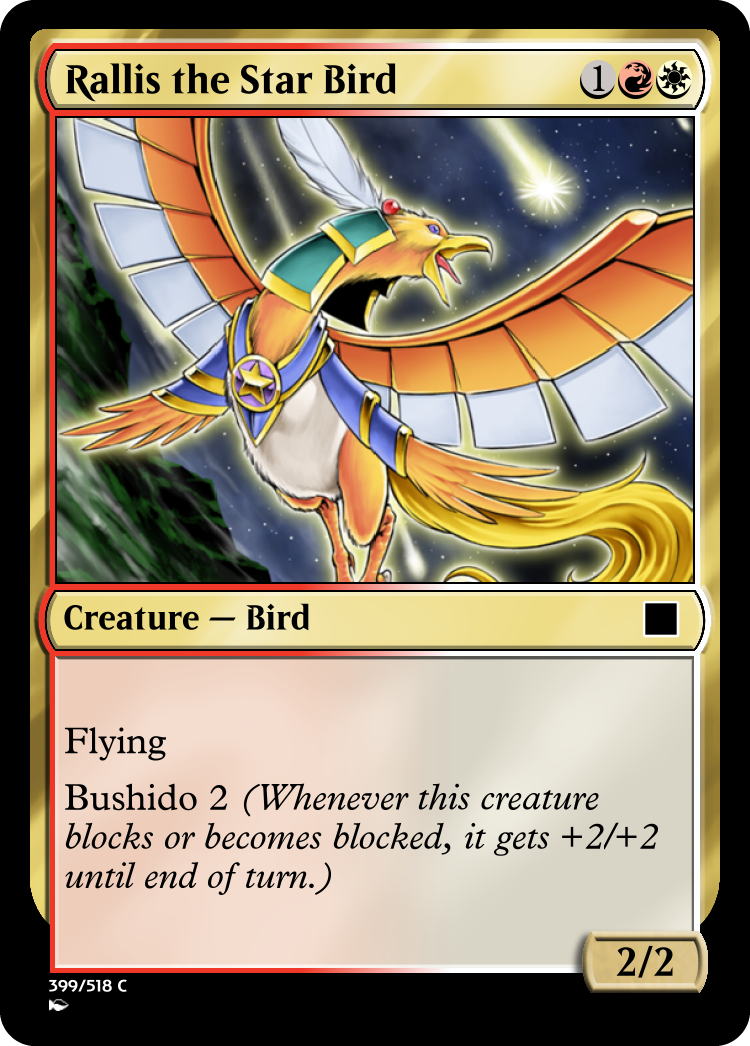 Rallis the Star Bird 1
Creature — Bird
Flying
Bushido 2 (Whenever this creature
blocks or becomes blocked, it gets +2/+2
until end of turn.)
2/2
399/518 C